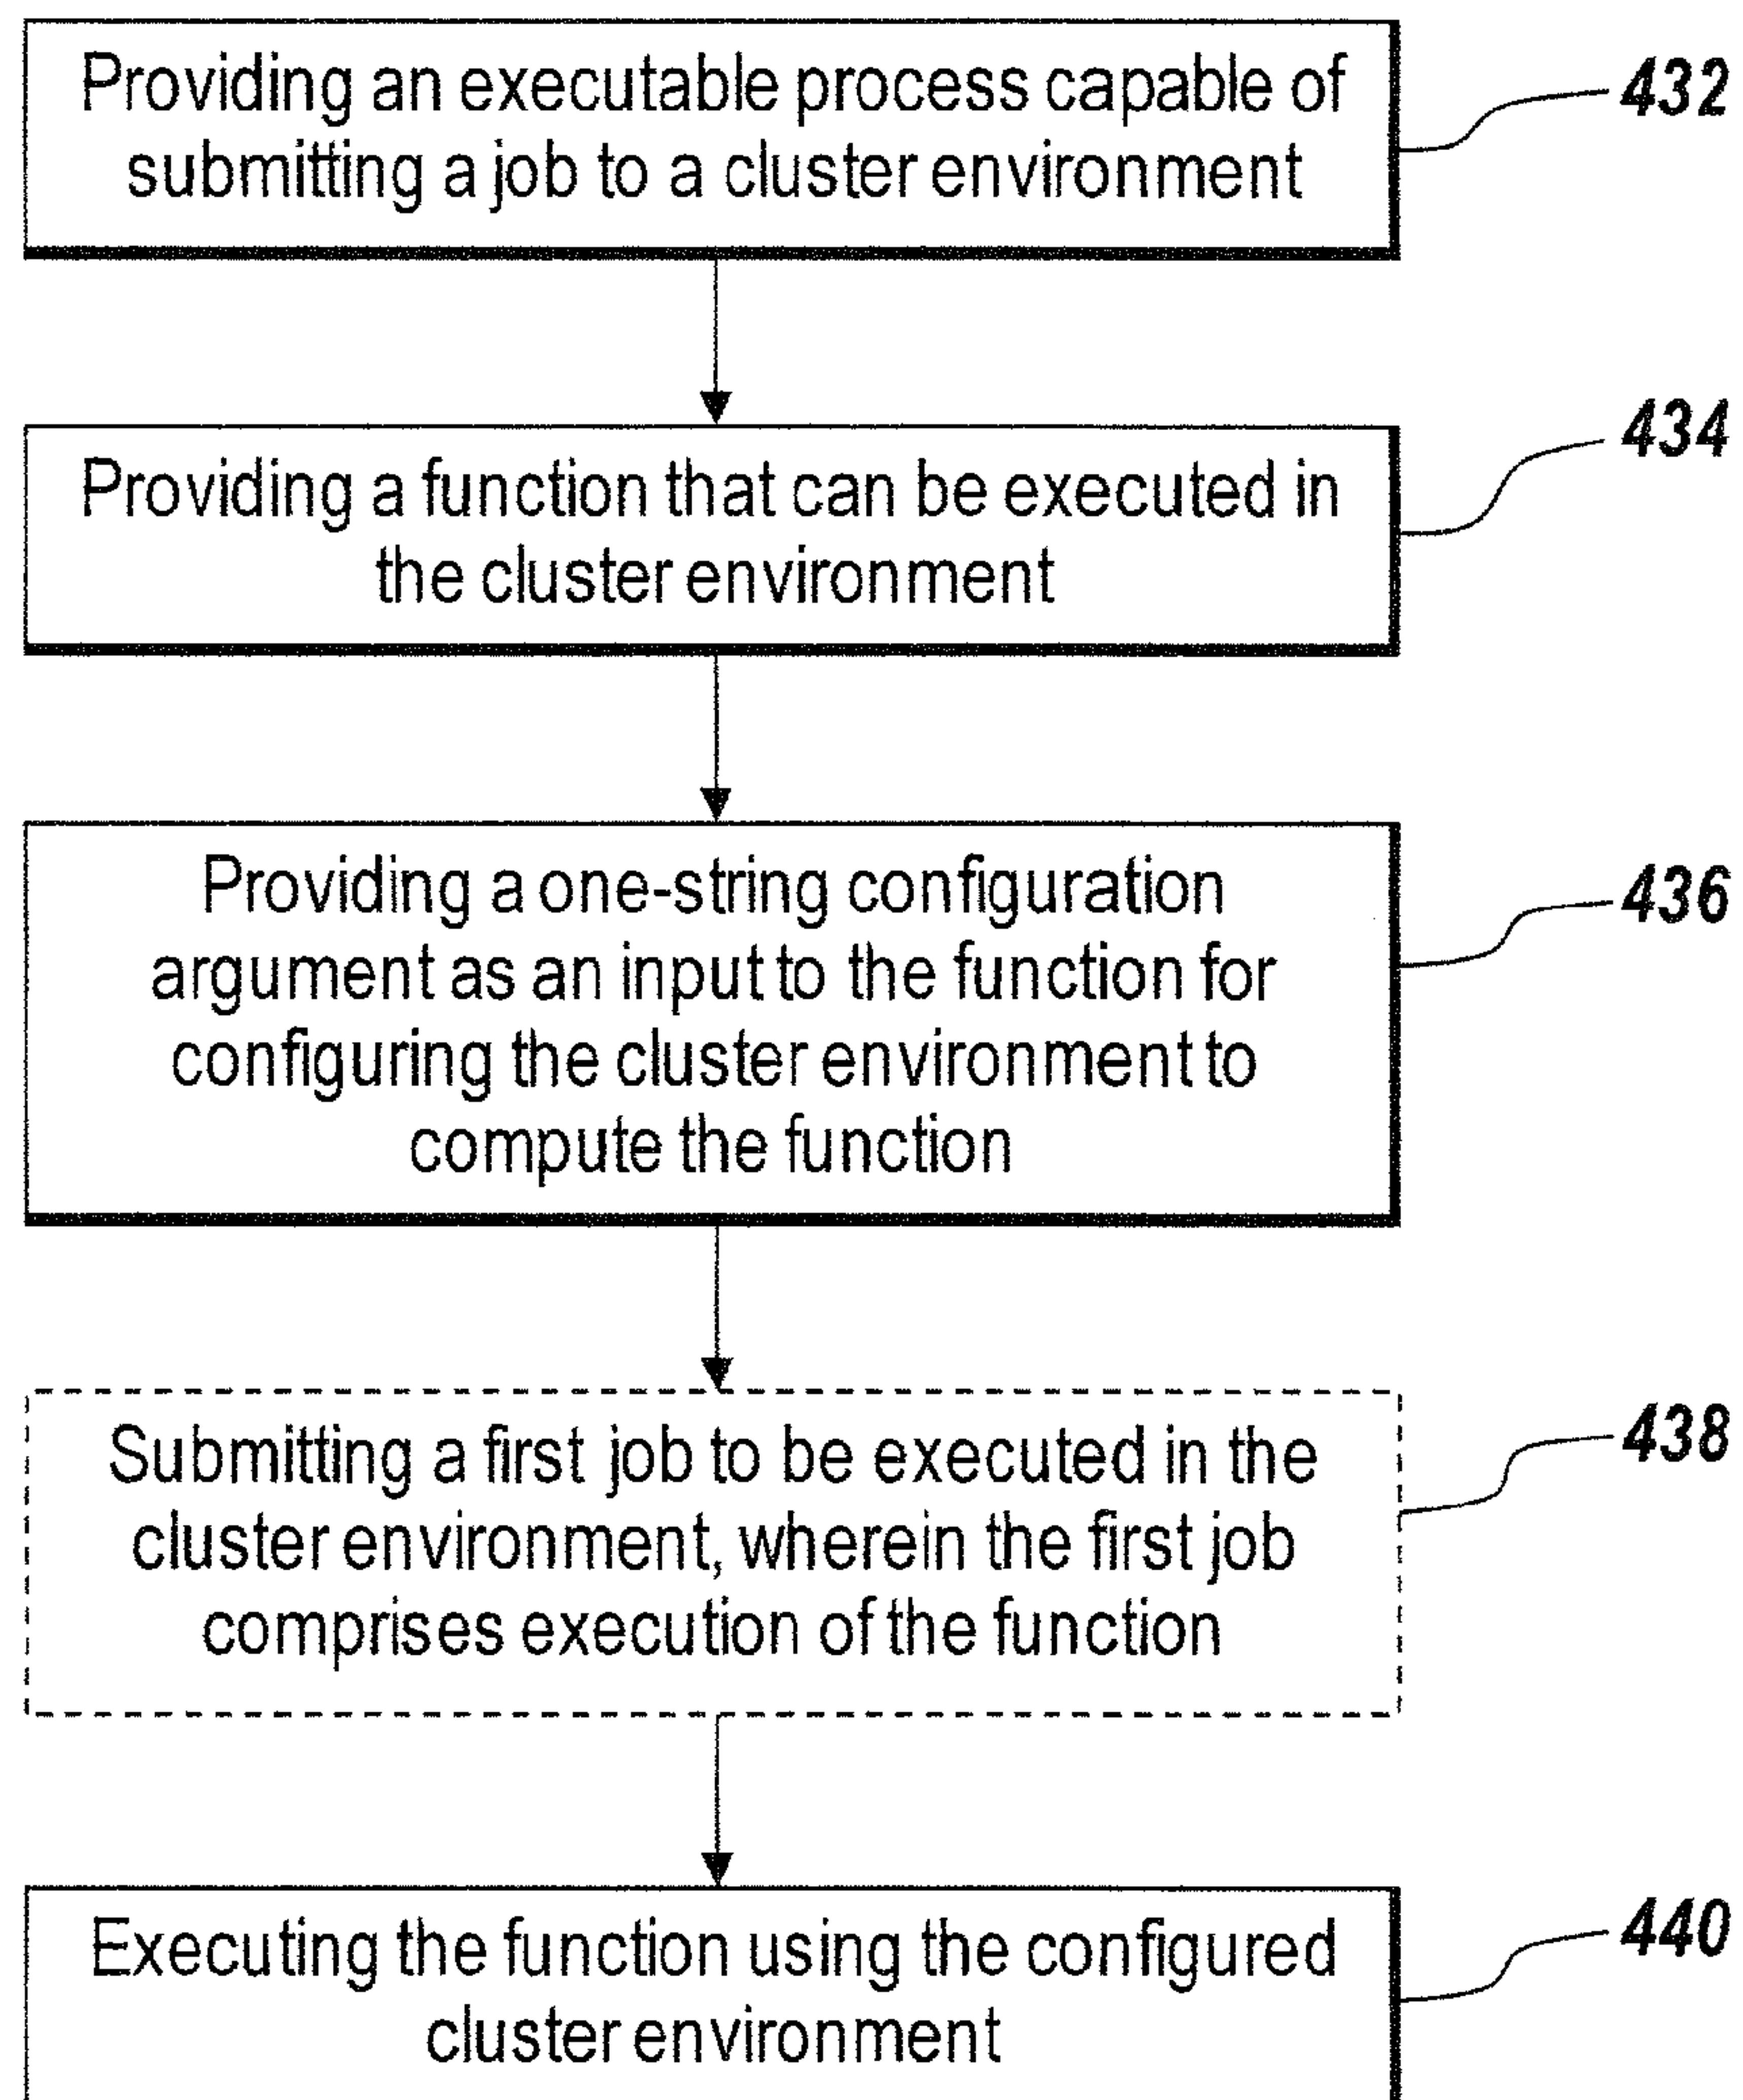 Providing an executable process capable of
submitting a job to a cluster environment
432
Providing a function that can be executed in
the cluster environment
434
Providing a one-string configuration
argument as an input to the function for
configuring the cluster environment to
compute the function
436
Submitting a first job to be executed in the
cluster environment, wherein the first job
comprises execution of the function
438
Executing the function using the configured
cluster environment
440